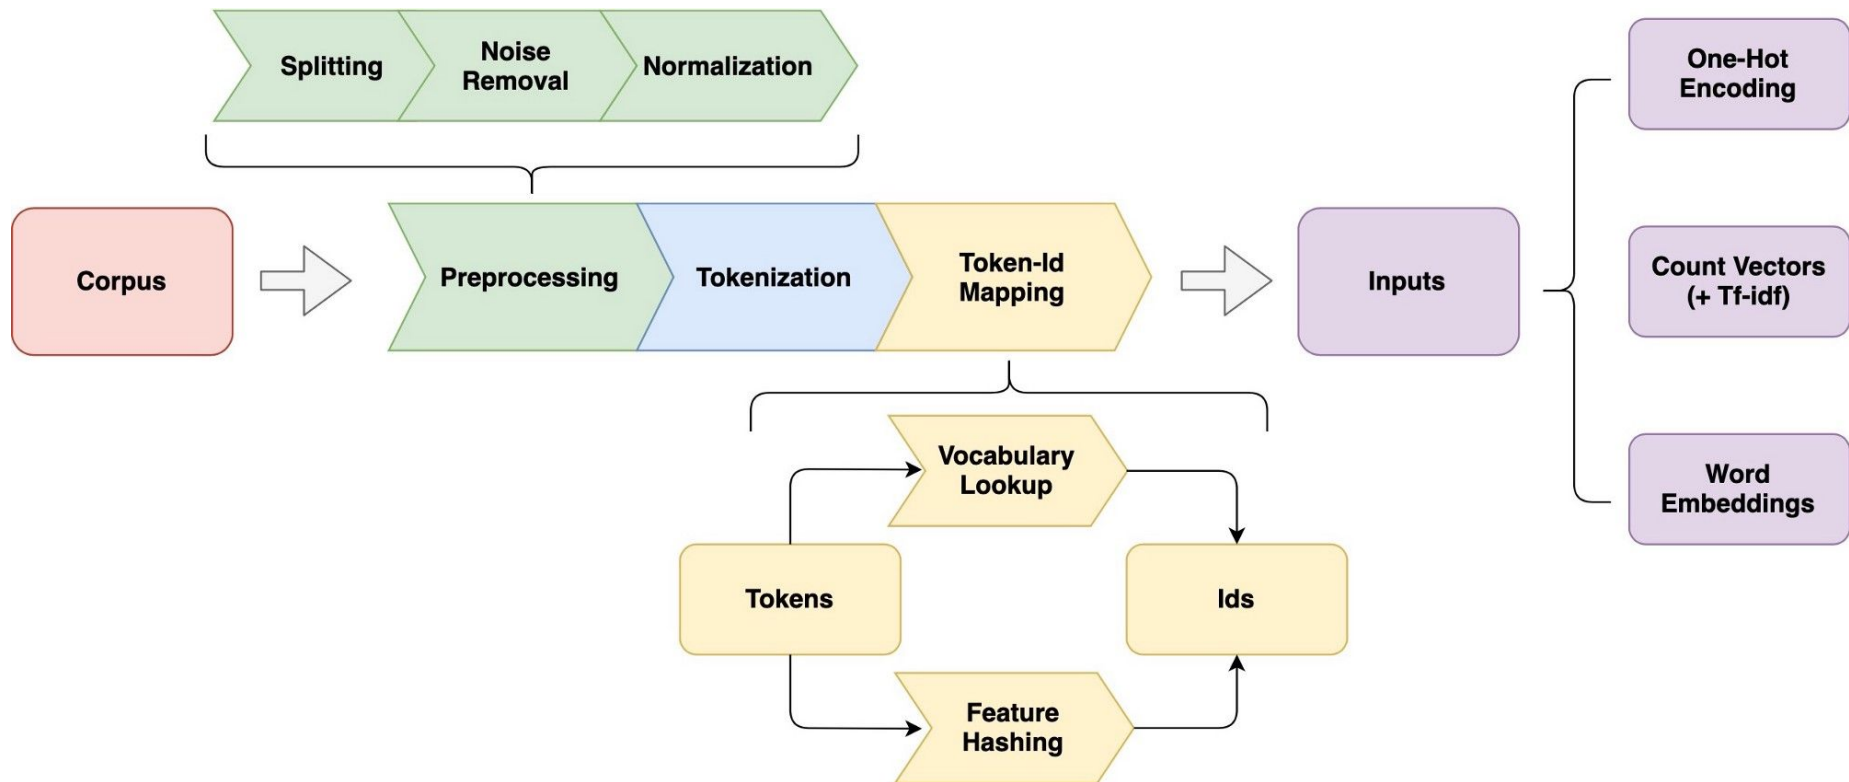 Splitting
Noise
Removal
Normalization
One-Hot
Encoding
Corpus
Preprocessing
Tokenization
Token-Id
Mapping
Inputs
Count Vectors
(+ Tf-idf)
Vocabulary
Lookup
Word
Embeddings
Tokens
Ids
Feature
Hashing